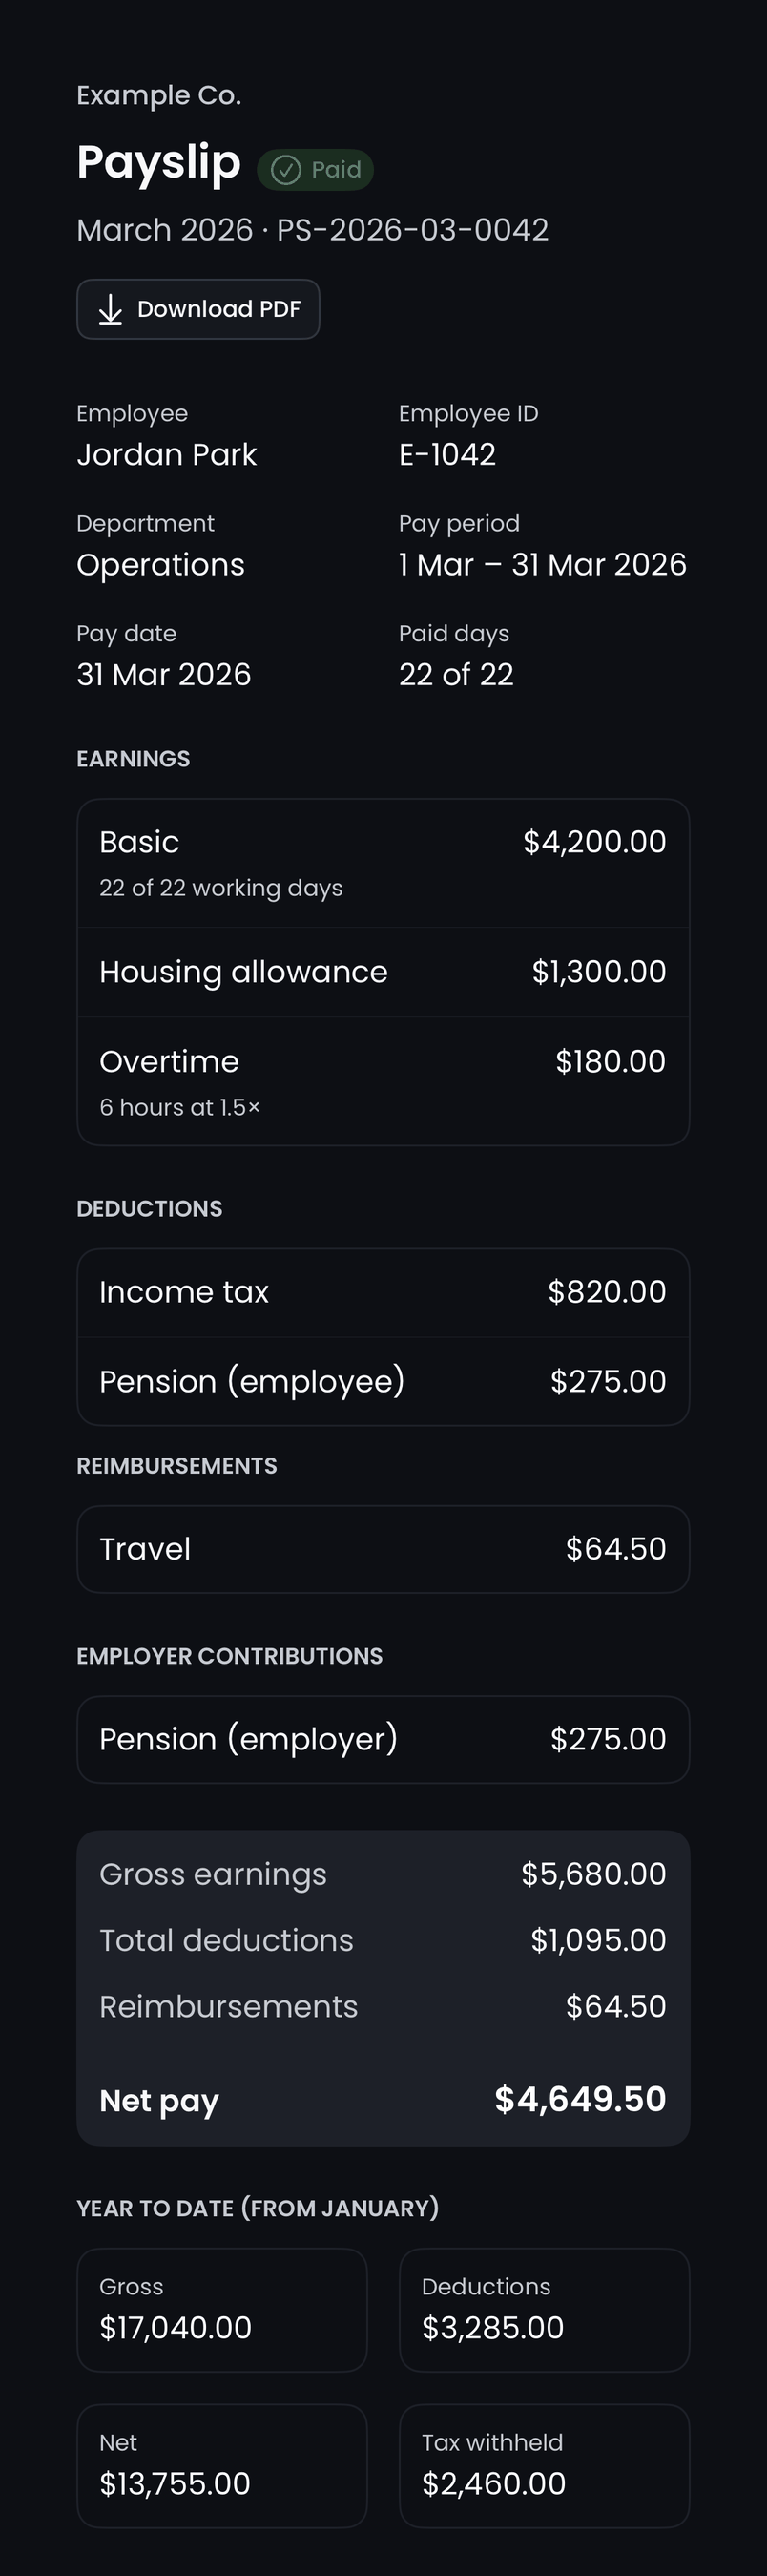 Example Co.
Payslip Paid
March 2026 · PS-2026-03-0042
Download PDF
Employee Employee ID
Jordan Park E-1042
Department Pay period
Operations 1 Mar – 31 Mar 2026
Pay date Paid days
31 Mar 2026 22 of 22
EARNINGS
Basic $4,200.00
22 of 22 working days
Housing allowance $1,300.00
Overtime $180.00
6 hours at 1.5×
DEDUCTIONS
Income tax $820.00
Pension (employee) $275.00
REIMBURSEMENTS
Travel $64.50
EMPLOYER CONTRIBUTIONS
Pension (employer) $275.00
Gross earnings $5,680.00
Total deductions $1,095.00
Reimbursements $64.50
Net pay $4,649.50
YEAR TO DATE (FROM JANUARY)
Gross Deductions
$17,040.00 $3,285.00
Net Tax withheld
$13,755.00 $2,460.00